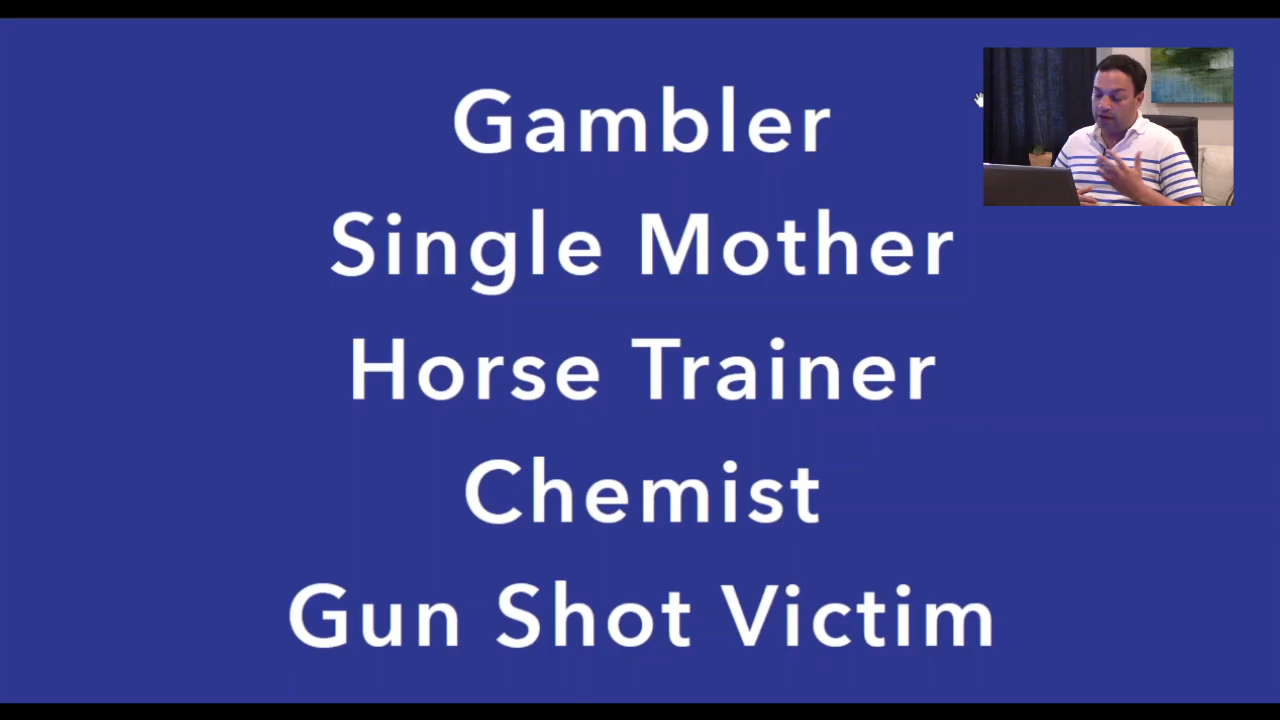 Gambler
Single Mother
Horse Trainer
Chemist
Gun Shot Victim